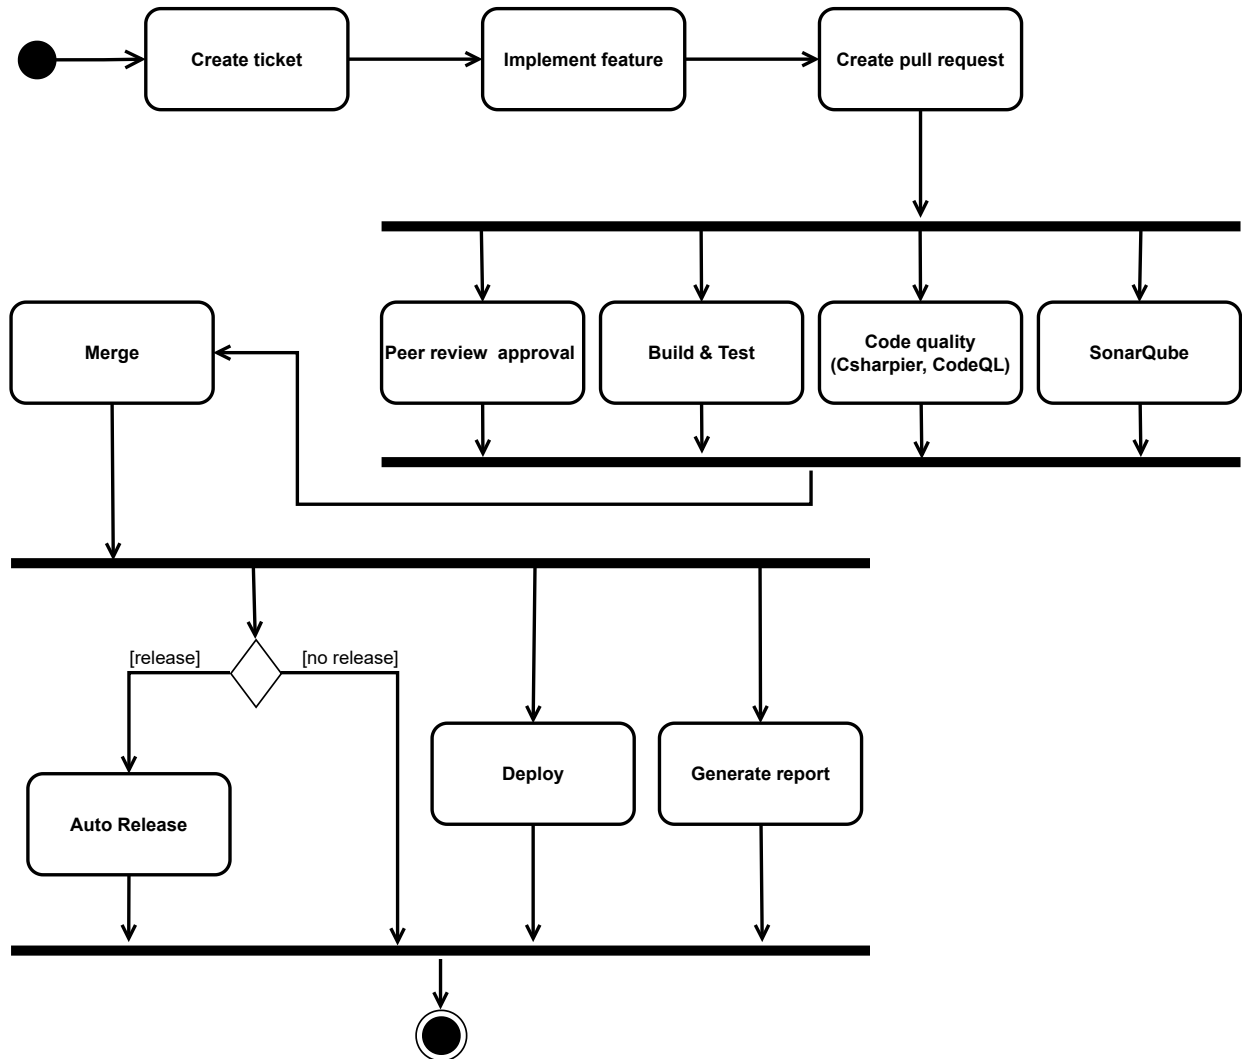 Create ticket
Implement feature
Create pull request
Merge
Peer review  approval
Build & Test
Code quality
(Csharpier, CodeQL)
SonarQube
[release]
[no release]
Deploy
Generate report
Auto Release